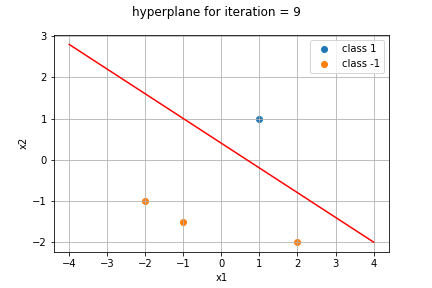 hyperplane for iteration = 9
3
2
1
0
−1
−2
x2
class 1
class -1
−4 −3 −2 −1 0 1 2 3 4
x1